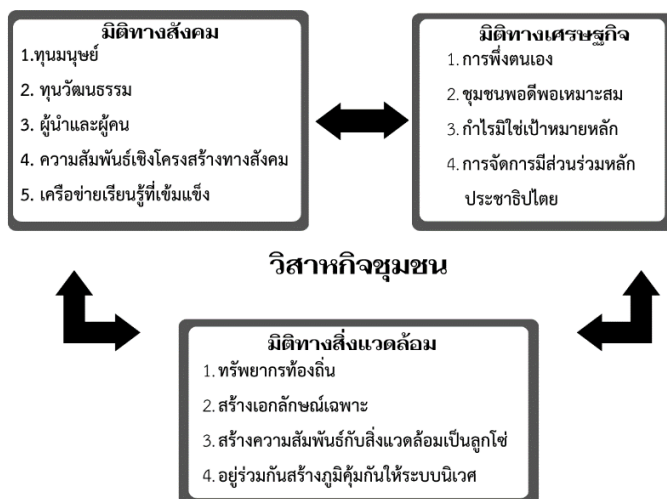 มิติทางสังคม
1.ทุนมนุษย์
2. ทุนวัฒนธรรม
3. ผู้นำและผู้คน
4. ความสัมพันธ์เชิงโครงสร้างทางสังคม
5. เครือข่ายเรียนรู้ที่เข้มแข็ง
มิติทางเศรษฐกิจ
1. การพึ่งตนเอง
2. ชุมชนพอดีพอเหมาะสม
3. กำไรมิใช่เป้าหมายหลัก
4. การจัดการมีส่วนร่วมหลัก
ประชาธิปไตย
วิสาหกิจชุมชน
มิติทางสิ่งแวดล้อม
1. ทรัพยากรท้องถิ่น
2. สร้างเอกลักษณ์เฉพาะ
3. สร้างความสัมพันธ์กับสิ่งแวดล้อมเป็นลูกโซ่
4. อยู่ร่วมกันสร้างภูมิคุ้มกันให้ระบบนิเวศ